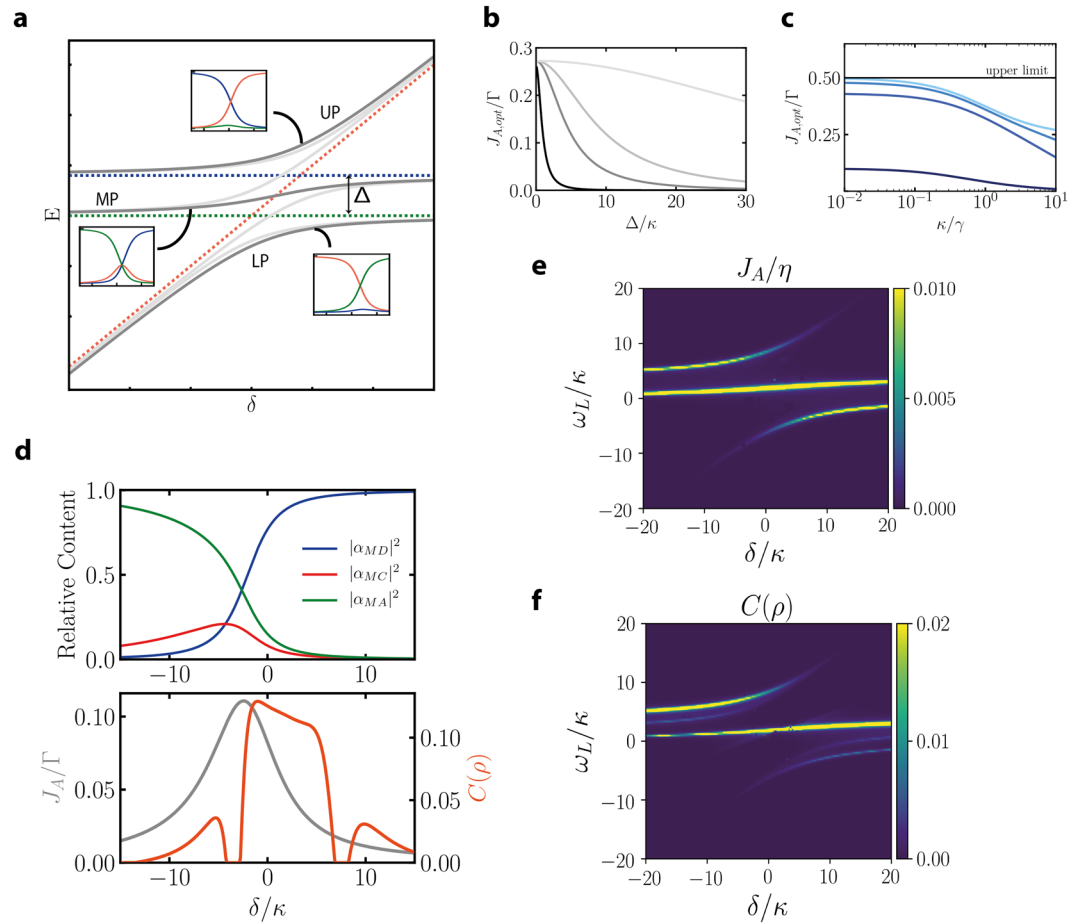 a
UP
MP
LP
Δ
E
δ
b
0.3
0.2
0.1
0.0
0 10 20 30
J_{A,opt}/Γ
Δ/κ
c
upper limit
0.50
0.25
10^{-2} 10^{-1} 10^{0} 10^{1}
J_{A,opt}/Γ
κ/γ
d
1.0
0.5
0.0
Relative Content
|α_{MD}|^2
|α_{MC}|^2
|α_{MA}|^2
−10 0 10
0.10
0.05
0.00
J_A/Γ
0.10
0.05
0.00
C(ρ)
−10 0 10
δ/κ
e
J_A/η
20
10
0
−10
−20
ω_L/κ
−20 −10 0 10 20
δ/κ
0.010
0.005
0.000
f
C(ρ)
20
10
0
−10
−20
ω_L/κ
−20 −10 0 10 20
δ/κ
0.02
0.01
0.00